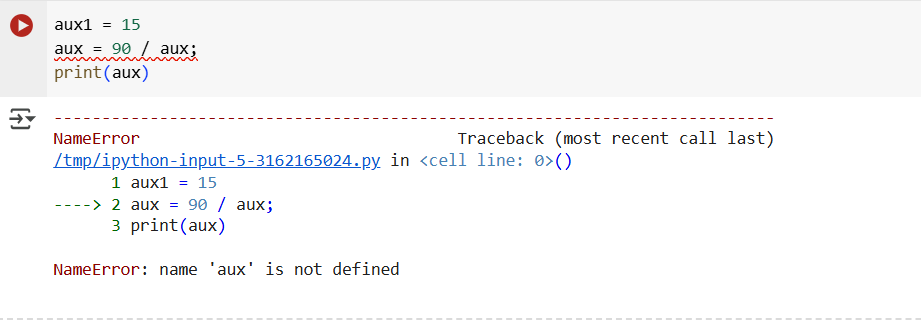 aux1 = 15
aux = 90 / aux;
print(aux)
---------------------------------------------------------------------------
NameError                                 Traceback (most recent call last)
/tmp/ipython-input-5-3162165024.py in <cell line: 0>()
      1 aux1 = 15
----> 2 aux = 90 / aux;
      3 print(aux)
NameError: name 'aux' is not defined